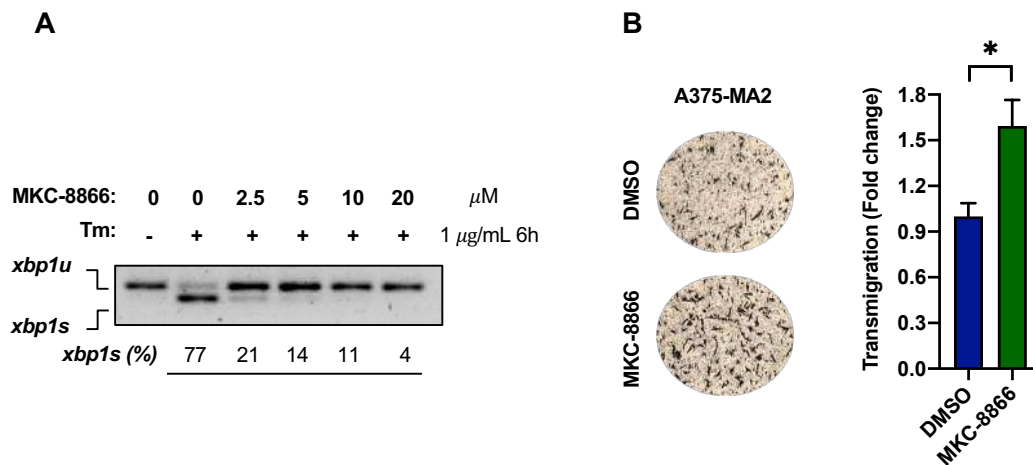 A
MKC-8866: 0 0 2.5 5 10 20 μM
Tm: - + + + + + 1 μg/mL 6h
xbp1u
xbp1s
xbp1s (%) 77 21 14 11 4
B
A375-MA2
DMSO
MKC-8866
Transmigration (Fold change)
*
1.8
1.5
1.2
0.9
0.6
0.3
0.0
DMSO
MKC-8866